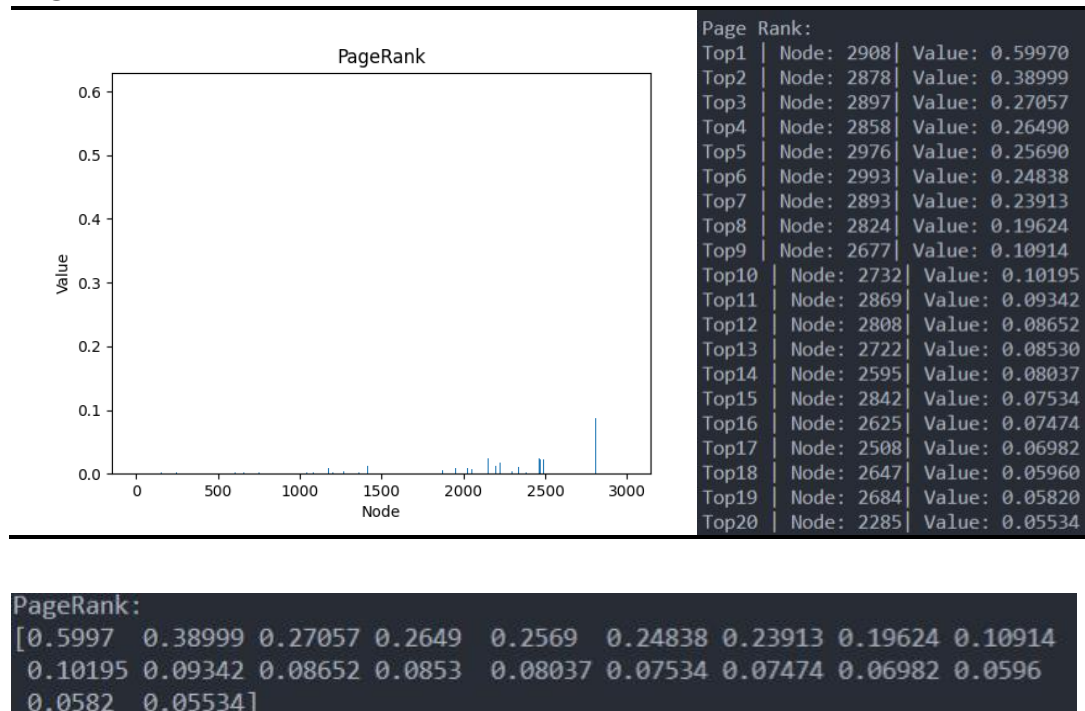 PageRank
0.6
0.5
0.4
0.3
0.2
0.1
0.0
Value
0 500 1000 1500 2000 2500 3000
Node
Page Rank:
Top1 | Node: 2908| Value: 0.59970
Top2 | Node: 2878| Value: 0.38999
Top3 | Node: 2897| Value: 0.27057
Top4 | Node: 2858| Value: 0.26490
Top5 | Node: 2976| Value: 0.25690
Top6 | Node: 2993| Value: 0.24838
Top7 | Node: 2893| Value: 0.23913
Top8 | Node: 2824| Value: 0.19624
Top9 | Node: 2677| Value: 0.10914
Top10 | Node: 2732| Value: 0.10195
Top11 | Node: 2869| Value: 0.09342
Top12 | Node: 2808| Value: 0.08652
Top13 | Node: 2722| Value: 0.08530
Top14 | Node: 2595| Value: 0.08037
Top15 | Node: 2842| Value: 0.07534
Top16 | Node: 2625| Value: 0.07474
Top17 | Node: 2508| Value: 0.06982
Top18 | Node: 2647| Value: 0.05960
Top19 | Node: 2684| Value: 0.05820
Top20 | Node: 2285| Value: 0.05534
PageRank:
[0.5997 0.38999 0.27057 0.2649 0.2569 0.24838 0.23913 0.19624 0.10914
0.10195 0.09342 0.08652 0.0853 0.08037 0.07534 0.07474 0.06982 0.0596
0.0582 0.05534]